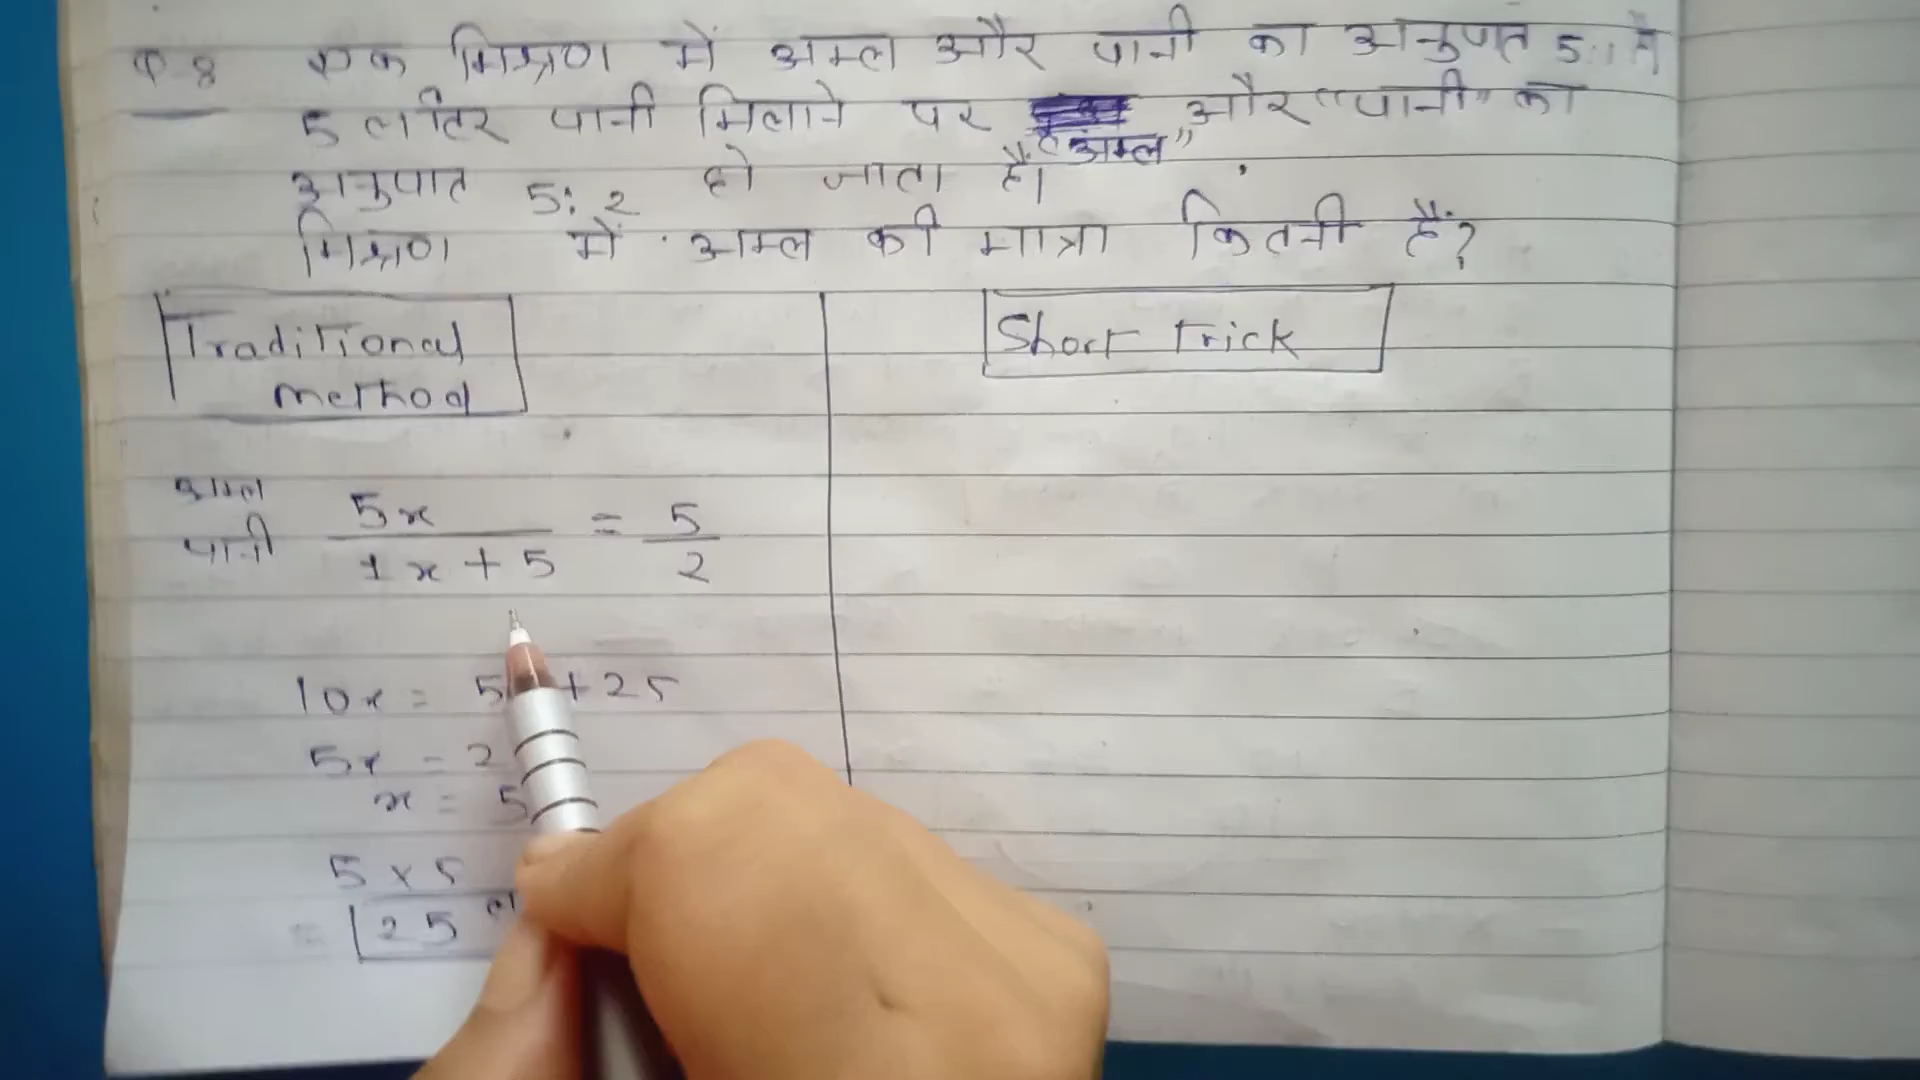 प्र 8 एक मिश्रण में अम्ल और पानी का अनुपात 5:1 में
5 लीटर पानी मिलाने पर "अम्ल" और "पानी" का
अनुपात 5:2 हो जाता है।
मिश्रण में अम्ल की मात्रा कितनी है?
Traditional
method
Short Trick
अम्ल 5x = 5
पानी 1x + 5 2
10x = 5 + 25
5x = 2
x = 5
5 x 5
= 25